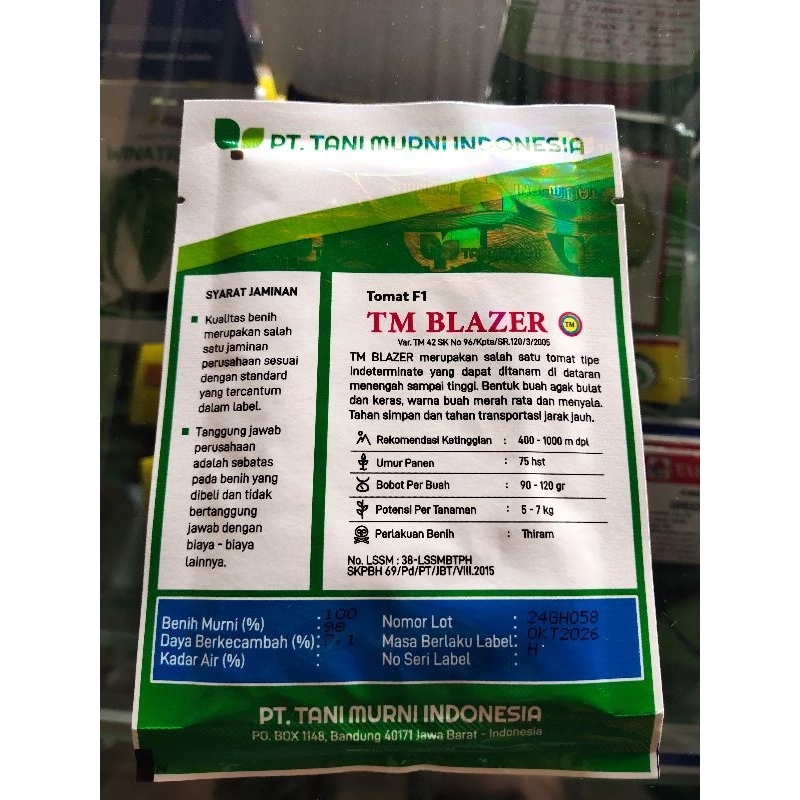 PT. TANI MURNI INDONESIA
SYARAT JAMINAN
Kualitas benih
merupakan salah
satu jaminan
perusahaan sesuai
dengan standard
yang tercantum
dalam label.
Tanggung jawab
perusahaan
adalah sebatas
pada benih yang
dibeli dan tidak
bertanggung
jawab dengan
biaya - biaya
lainnya.
Tomat F1
TM BLAZER TM
Var. TM 42 SK No 96/Kpts/SR.120/3/2005
TM BLAZER merupakan salah satu tomat tipe
Indeterminate yang dapat ditanam di dataran
menengah sampai tinggi. Bentuk buah agak bulat
dan keras, warna buah merah rata dan menyala.
Tahan simpan dan tahan transportasi jarak jauh.
Rekomendasi Ketinggian : 400 - 1000 m dpl
Umur Panen : 75 hst
Bobot Per Buah : 90 - 120 gr
Potensi Per Tanaman : 5 - 7 kg
Perlakuan Benih : Thiram
No. LSSM : 38-LSSMBTPH
SKPBH 69/Pd/PT/JBT/VIII.2015
Benih Murni (%) : 100
Daya Berkecambah (%): 98
Kadar Air (%) :
Nomor Lot : 24GH058
Masa Berlaku Label: OKT2026
No Seri Label : H
PT. TANI MURNI INDONESIA
PO. BOX 1148, Bandung 40171 Jawa Barat - Indonesia